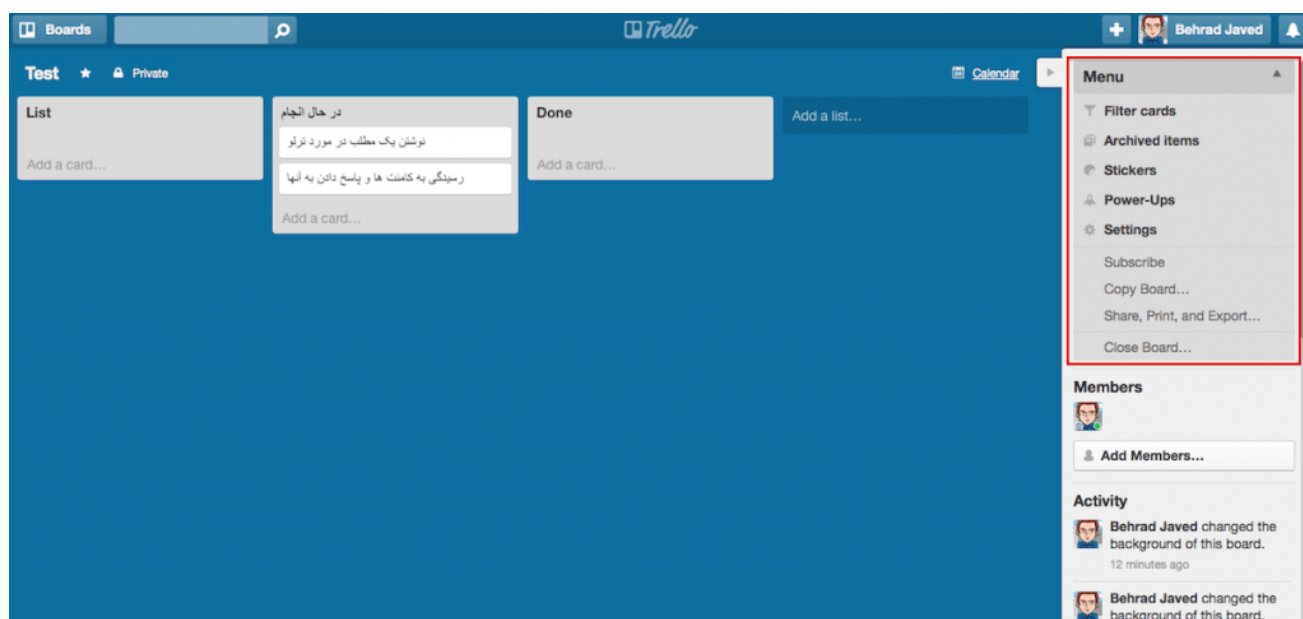 Boards
Trello
Behrad Javed
Test
Private
Calendar
List
Add a card...
در حال انجام
نوشتن یک مطلب در مورد ترلو
رسیدگی به کامنت ها و پاسخ دادن به آنها
Add a card...
Done
Add a card...
Add a list...
Menu
Filter cards
Archived items
Stickers
Power-Ups
Settings
Subscribe
Copy Board...
Share, Print, and Export...
Close Board...
Members
Add Members...
Activity
Behrad Javed changed the
background of this board.
12 minutes ago
Behrad Javed changed the
background of this board.